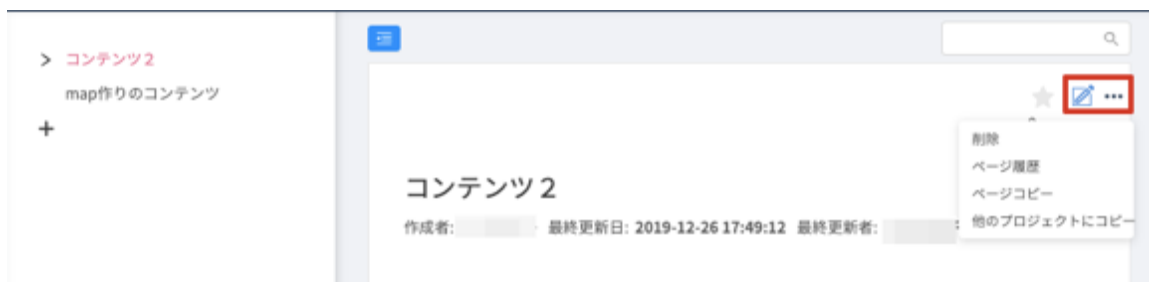 コンテンツ２
map作りのコンテンツ
コンテンツ２
作成者: 最終更新日: 2019-12-26 17:49:12 最終更新者:
削除
ページ履歴
ページコピー
他のプロジェクトにコピー